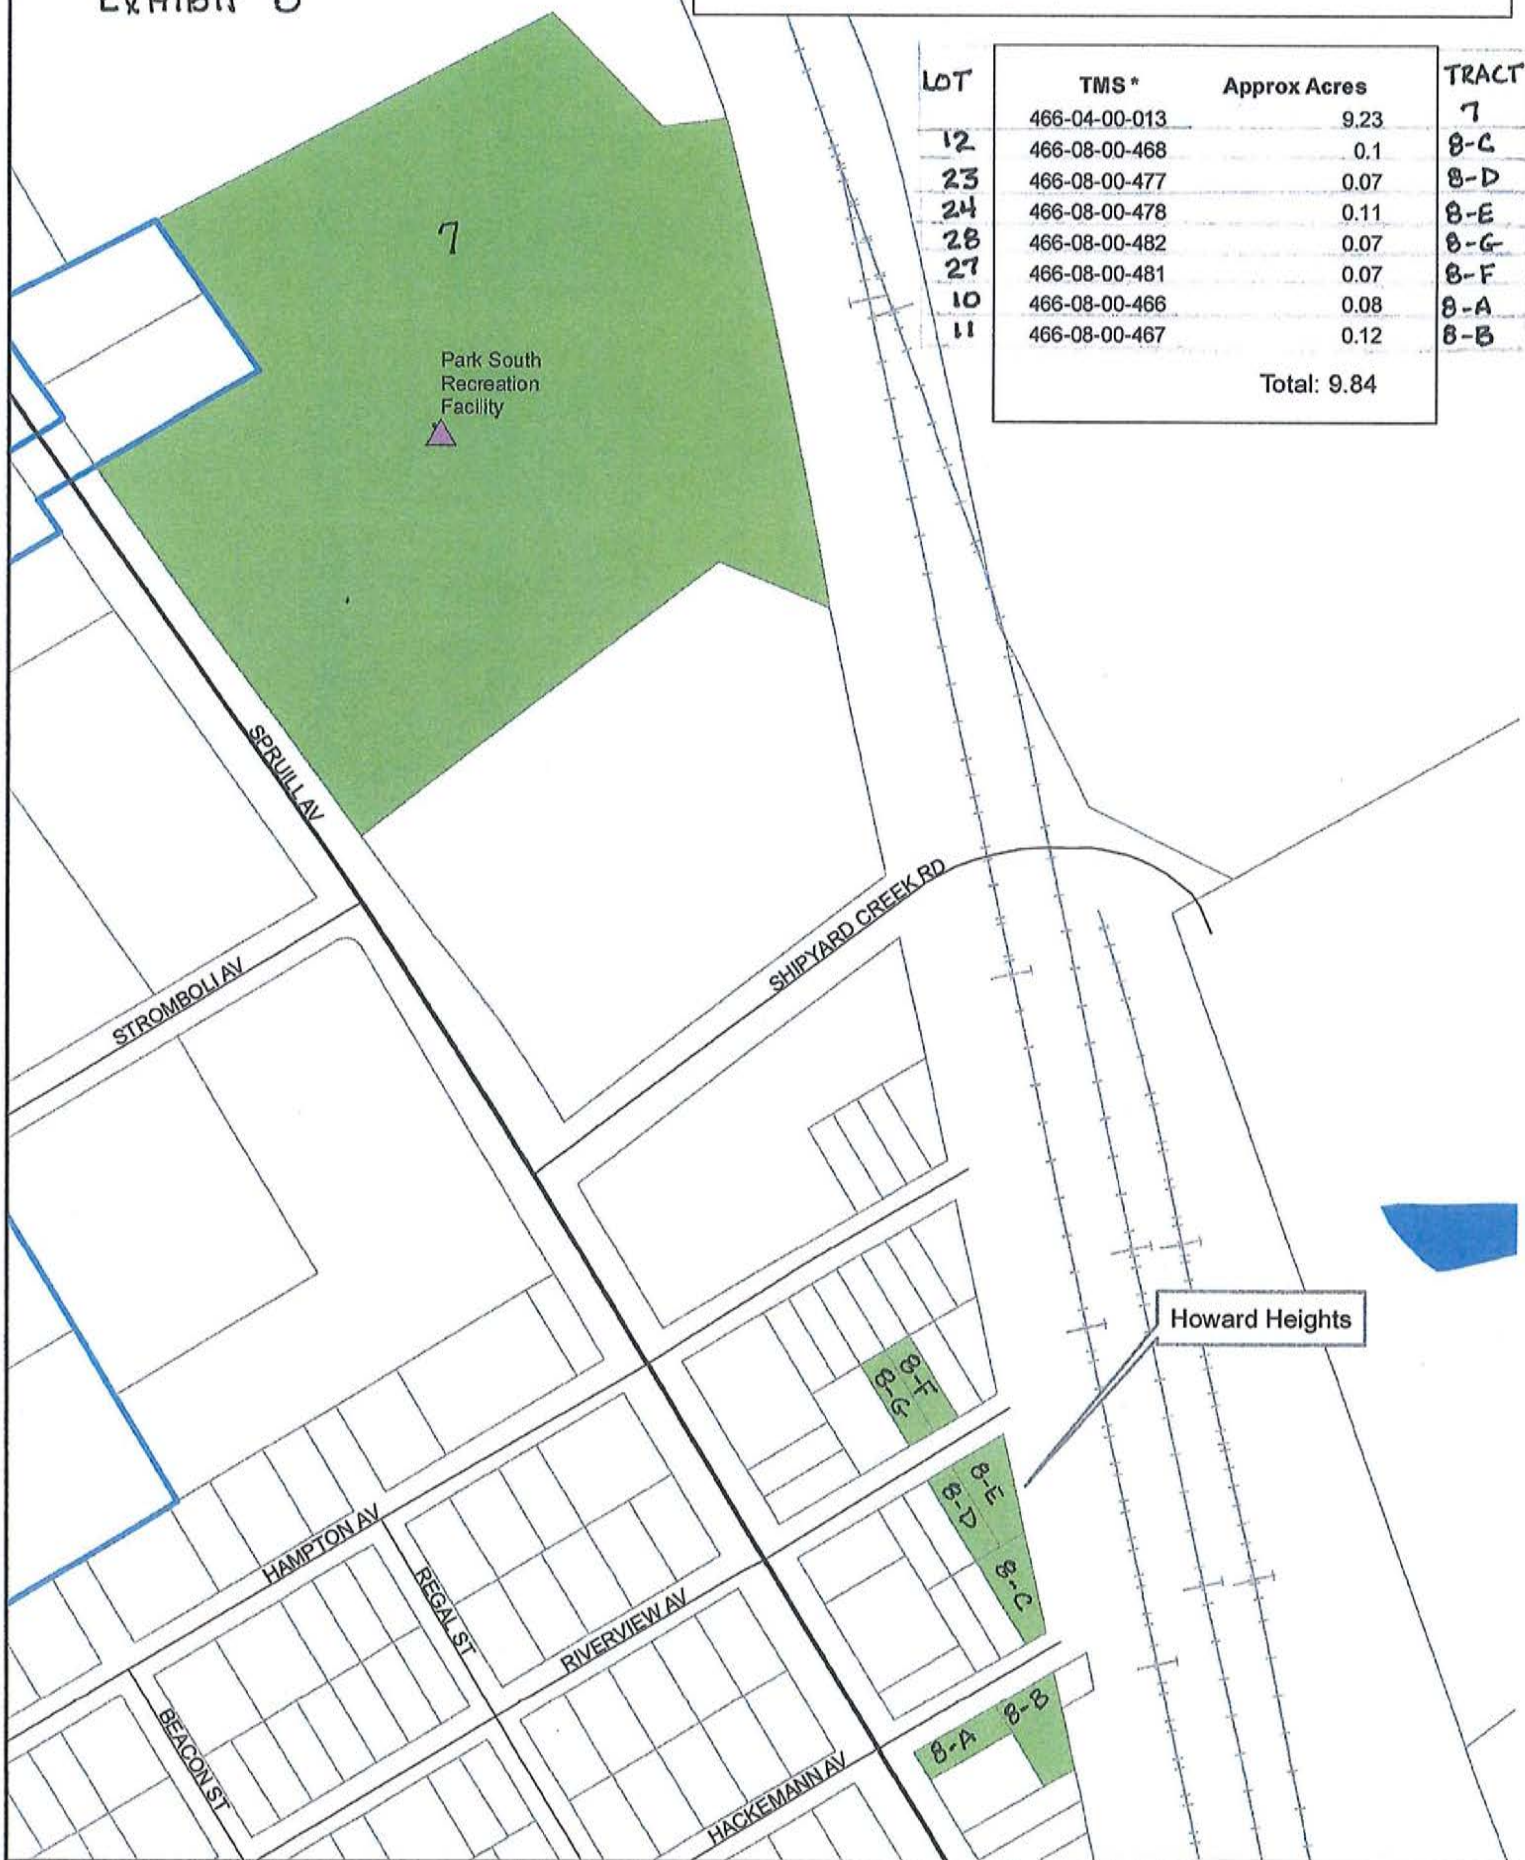 EXHIBIT
LOT TMS * Approx Acres TRACT
466-04-00-013 9.23 7
12 466-08-00-468 0.1 8-C
23 466-08-00-477 0.07 8-D
24 466-08-00-478 0.11 8-E
28 466-08-00-482 0.07 8-G
27 466-08-00-481 0.07 8-F
10 466-08-00-466 0.08 8-A
11 466-08-00-467 0.12 8-B
Total: 9.84
7
Park South
Recreation
Facility
SPRUILL AV
SHIPYARD CREEK RD
STROMBOLI AV
Howard Heights
8-F
8-G
8-E
8-D
8-C
HAMPTON AV
REGAL ST
RIVERVIEW AV
8-B
8-A
BEACON ST
HACKEMANN AV